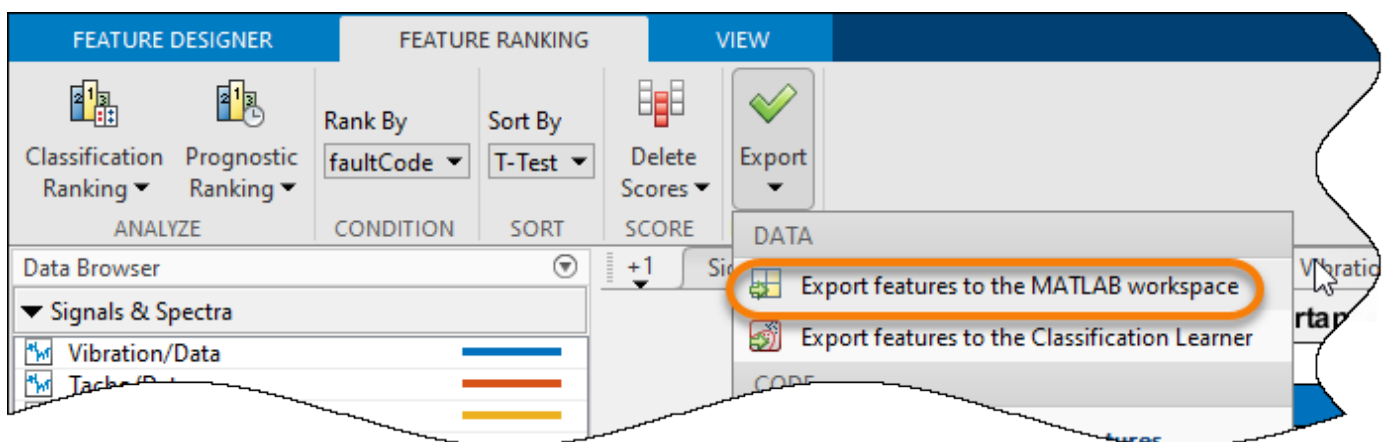 FEATURE DESIGNER FEATURE RANKING VIEW
Classification Ranking
Prognostic Ranking
Rank By
faultCode
Sort By
T-Test
Delete Scores
Export
ANALYZE CONDITION SORT SCORE
DATA
Export features to the MATLAB workspace
Export features to the Classification Learner
CODE
Data Browser
+1
Signals & Spectra
Vibration/Data